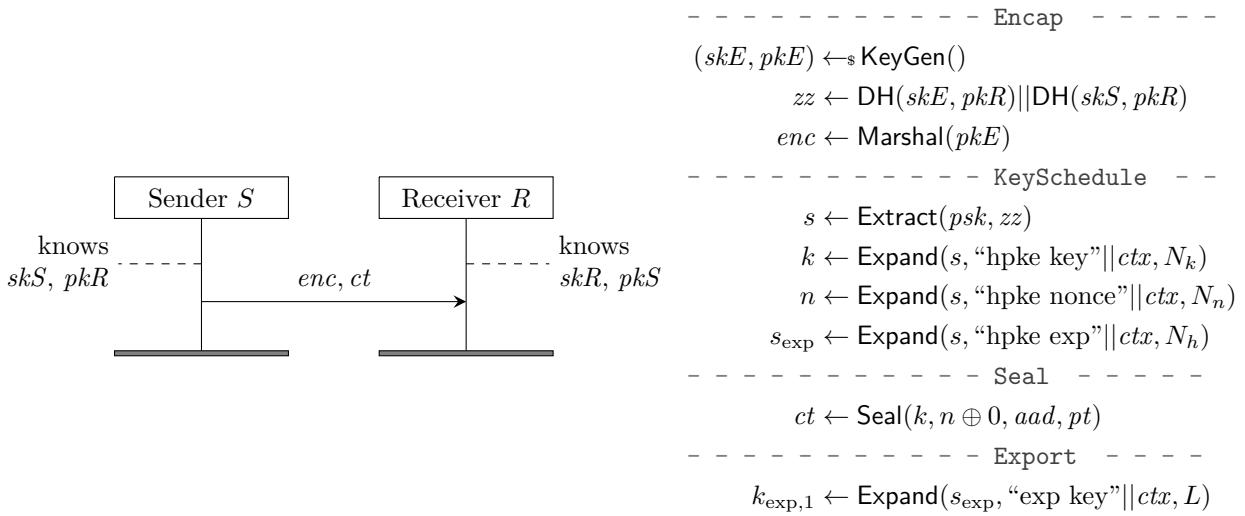 Sender S
Receiver R
knows
skS, pkR
knows
skR, pkS
enc, ct
Encap
(skE, pkE) ←$ KeyGen()
zz ← DH(skE, pkR)||DH(skS, pkR)
enc ← Marshal(pkE)
KeySchedule
s ← Extract(psk, zz)
k ← Expand(s, “hpke key”||ctx, N_k)
n ← Expand(s, “hpke nonce”||ctx, N_n)
s_exp ← Expand(s, “hpke exp”||ctx, N_h)
Seal
ct ← Seal(k, n ⊕ 0, aad, pt)
Export
k_exp,1 ← Expand(s_exp, “exp key”||ctx, L)